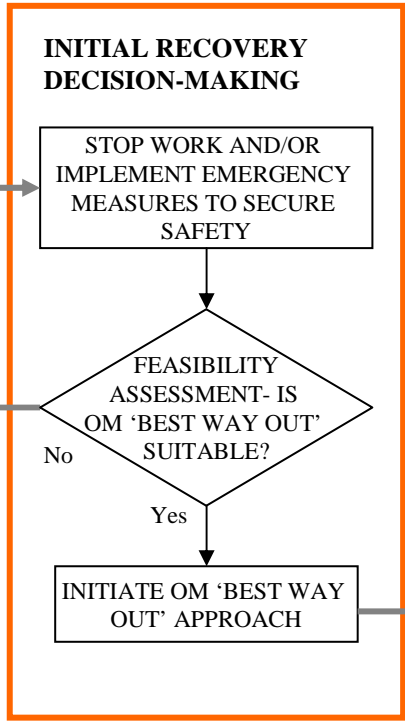 INITIAL RECOVERY
DECISION-MAKING
STOP WORK AND/OR
IMPLEMENT EMERGENCY
MEASURES TO SECURE
SAFETY
FEASIBILITY
ASSESSMENT- IS
OM ‘BEST WAY OUT’
SUITABLE?
No
Yes
INITIATE OM ‘BEST WAY
OUT’ APPROACH